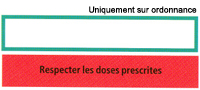 Uniquement sur ordonnance
Respecter les doses prescrites